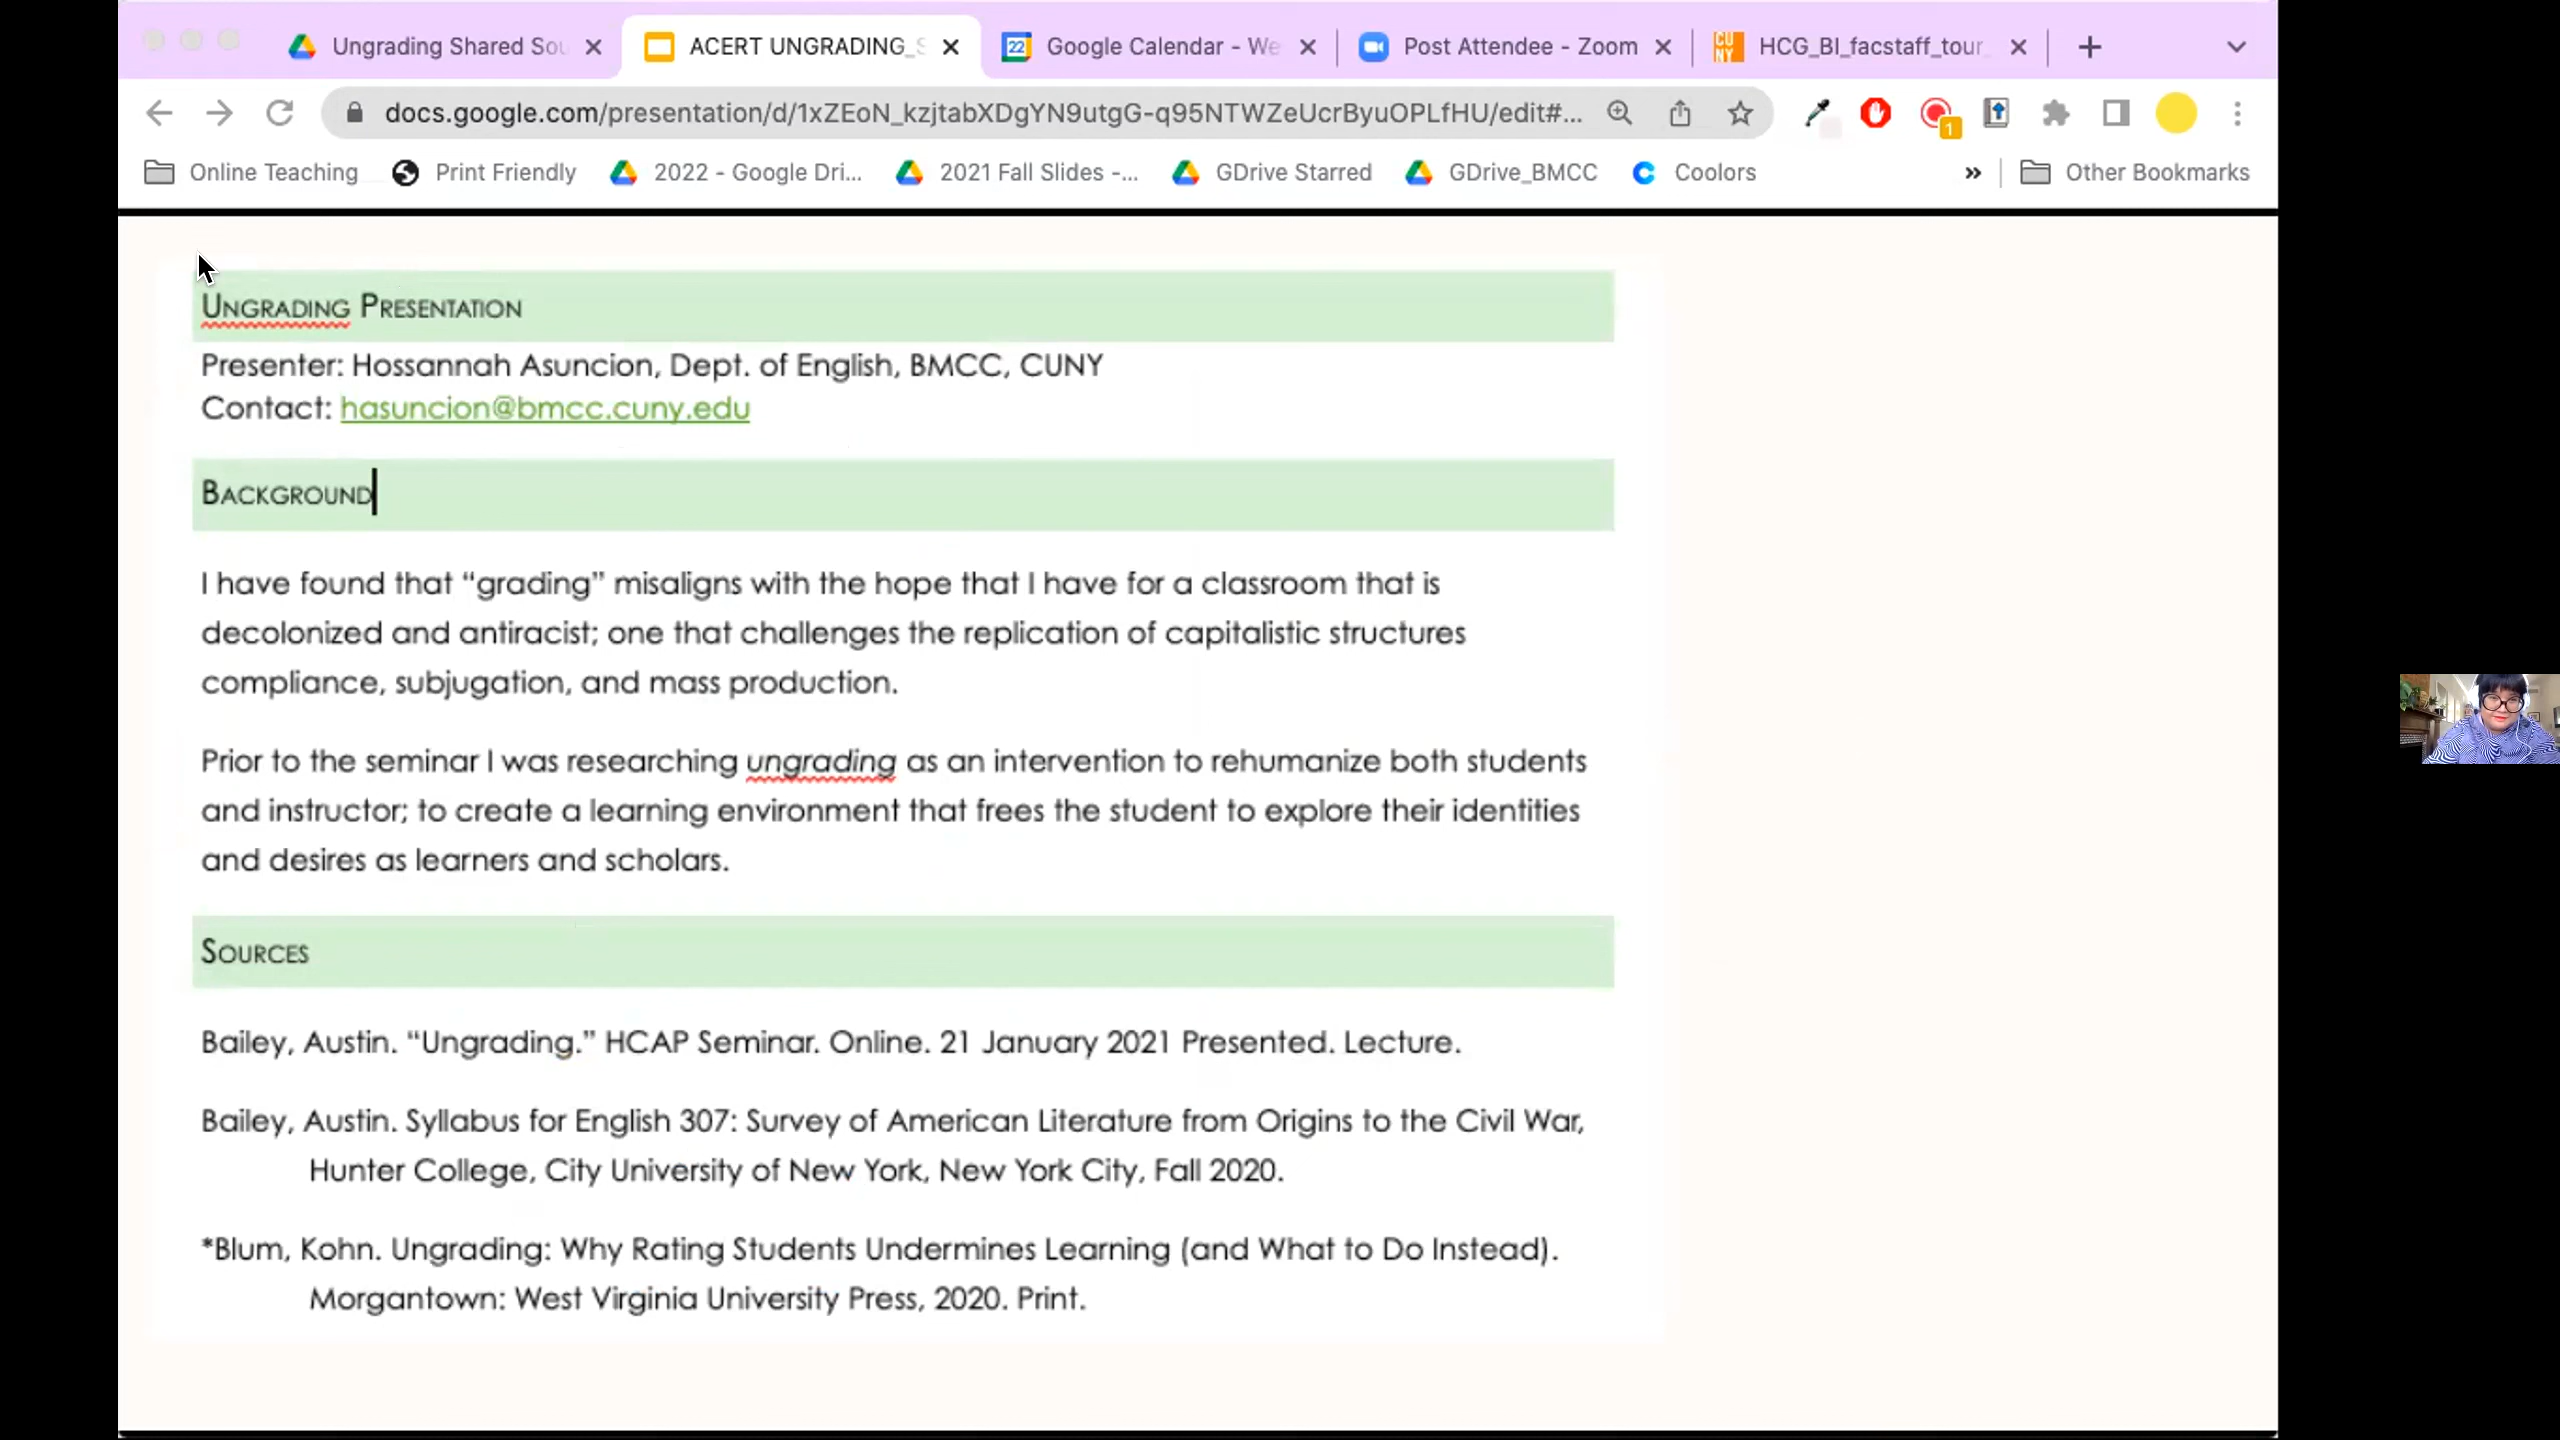 Ungrading Shared Sou
ACERT UNGRADING_S
Google Calendar - We
Post Attendee - Zoom
HCG_BI_facstaff_tour_
docs.google.com/presentation/d/1xZEoN_kzjtabXDgYN9utgG-q95NTWZeUcrByuOPLfHU/edit#...
1
Online Teaching
Print Friendly
2022 - Google Dri...
2021 Fall Slides -...
GDrive Starred
GDrive_BMCC
Coolors
»
Other Bookmarks
UNGRADING PRESENTATION
Presenter: Hossannah Asuncion, Dept. of English, BMCC, CUNY
Contact: hasuncion@bmcc.cuny.edu
BACKGROUND
I have found that “grading” misaligns with the hope that I have for a classroom that is
decolonized and antiracist; one that challenges the replication of capitalistic structures
compliance, subjugation, and mass production.
Prior to the seminar I was researching ungrading as an intervention to rehumanize both students
and instructor; to create a learning environment that frees the student to explore their identities
and desires as learners and scholars.
SOURCES
Bailey, Austin. “Ungrading.” HCAP Seminar. Online. 21 January 2021 Presented. Lecture.
Bailey, Austin. Syllabus for English 307: Survey of American Literature from Origins to the Civil War,
Hunter College, City University of New York, New York City, Fall 2020.
*Blum, Kohn. Ungrading: Why Rating Students Undermines Learning (and What to Do Instead).
Morgantown: West Virginia University Press, 2020. Print.